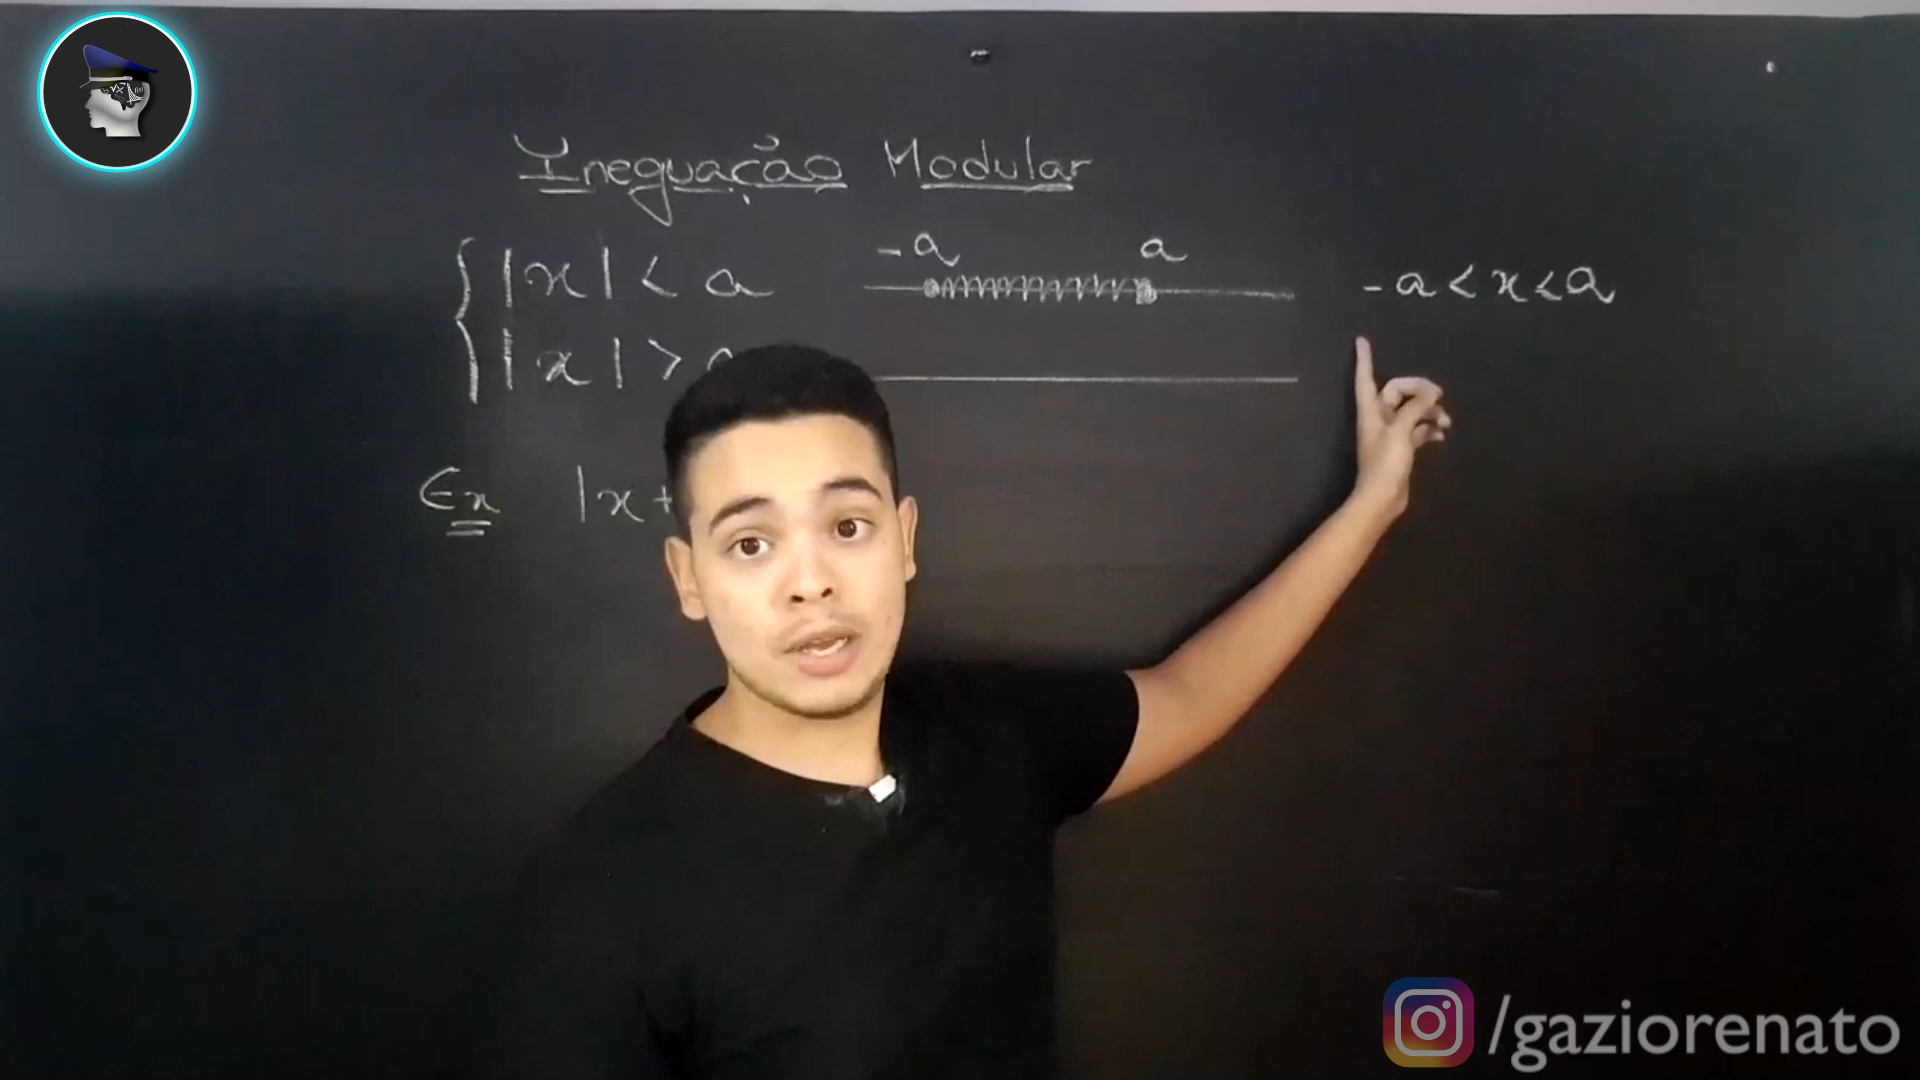 Inequação Modular
|x| < a
-a a
-a < x < a
|x| >
Ex |x +
/gaziorenato